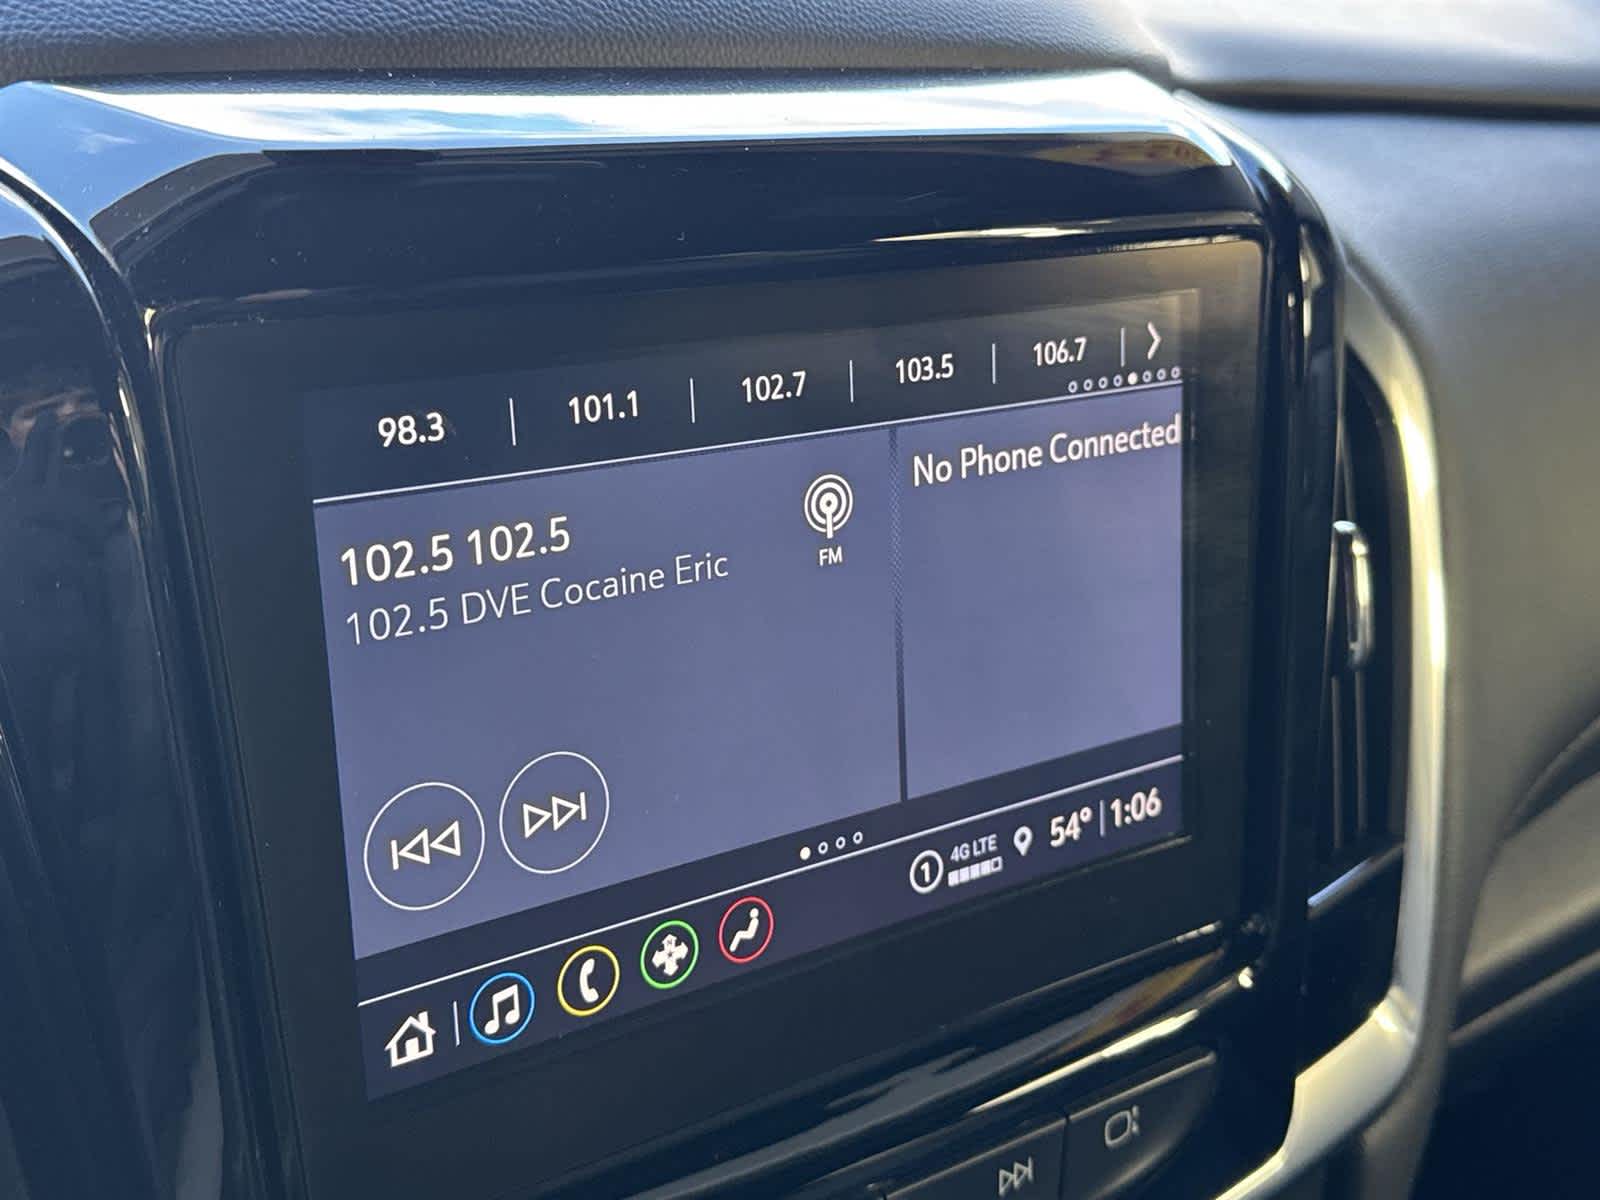 98.3 | 101.1 | 102.7 | 103.5 | 106.7 |
No Phone Connected
102.5 102.5
102.5 DVE Cocaine Eric
FM
1 4G LTE 54° | 1:06
N